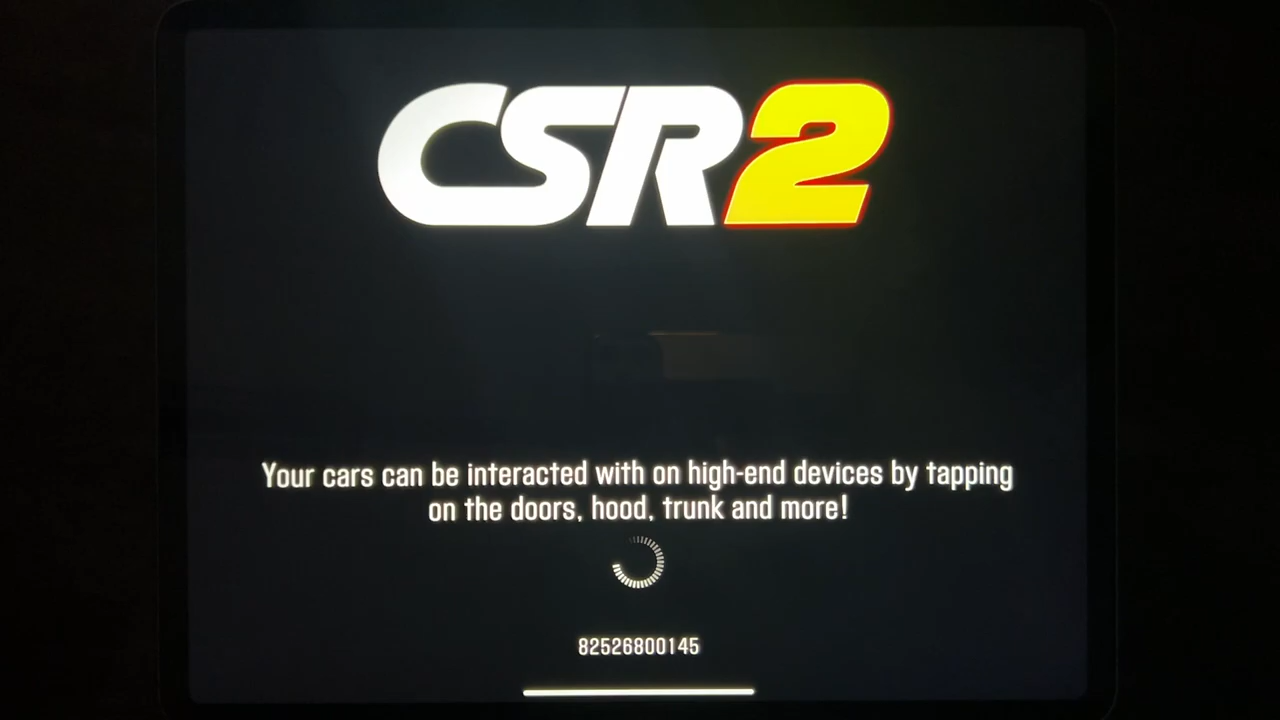 CSR2
Your cars can be interacted with on high-end devices by tapping
on the doors, hood, trunk and more!
82526800145